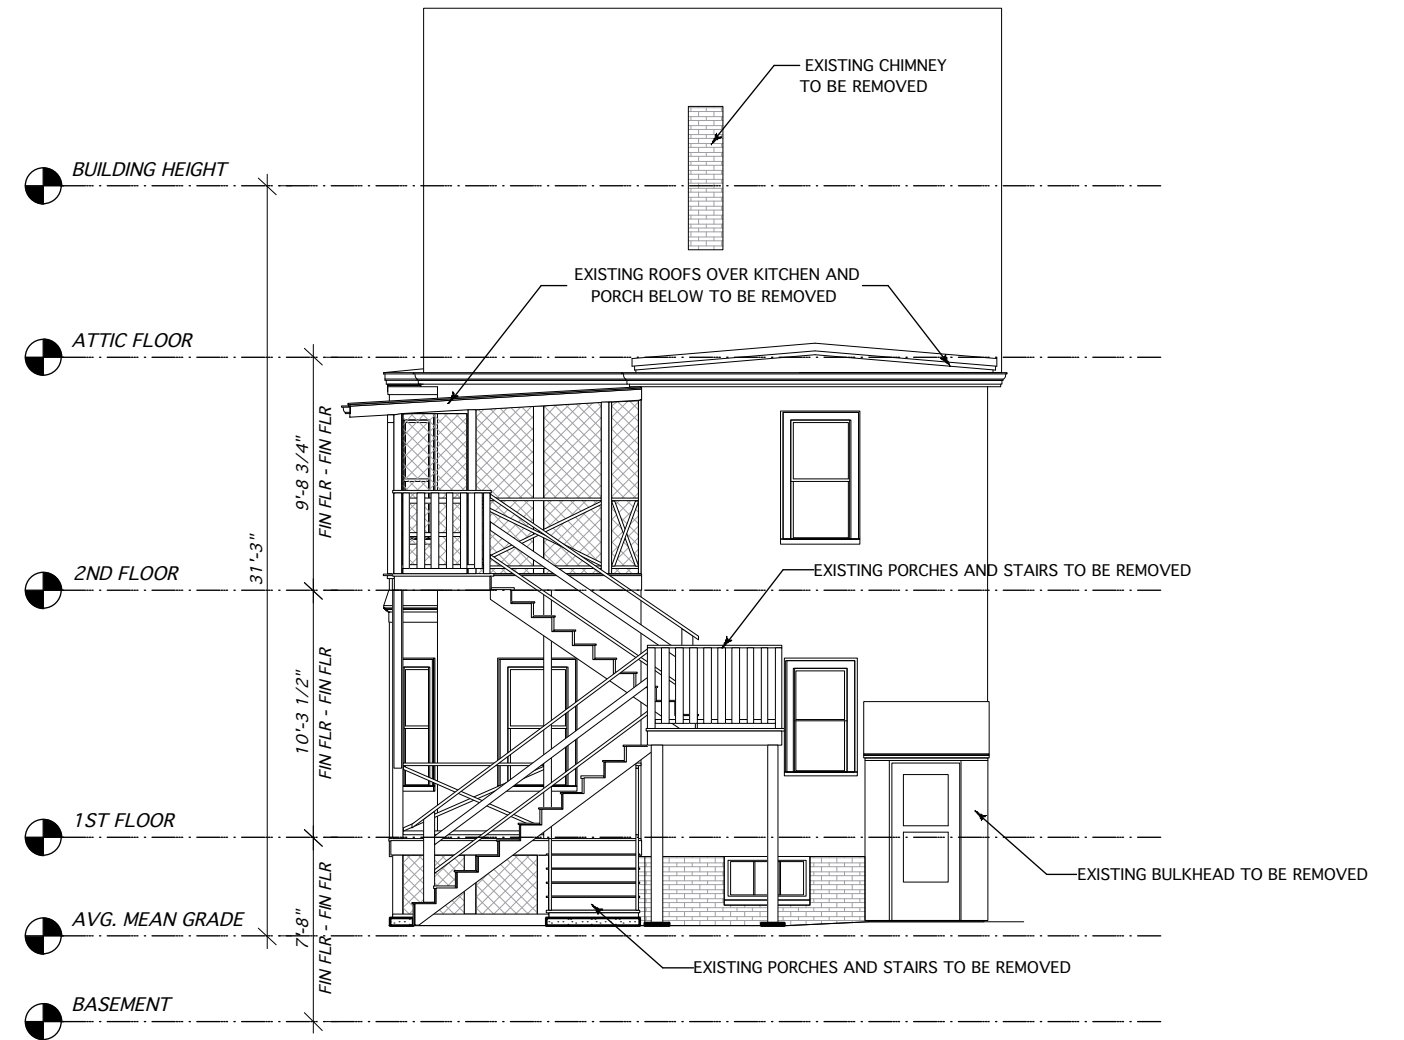 EXISTING CHIMNEY
TO BE REMOVED
BUILDING HEIGHT
EXISTING ROOFS OVER KITCHEN AND
PORCH BELOW TO BE REMOVED
ATTIC FLOOR
9'-8 3/4"
FIN FLR - FIN FLR
31'-3"
2ND FLOOR
EXISTING PORCHES AND STAIRS TO BE REMOVED
10'-3 1/2"
FIN FLR - FIN FLR
1ST FLOOR
EXISTING BULKHEAD TO BE REMOVED
AVG. MEAN GRADE
7'-8"
FIN FLR - FIN FLR
EXISTING PORCHES AND STAIRS TO BE REMOVED
BASEMENT